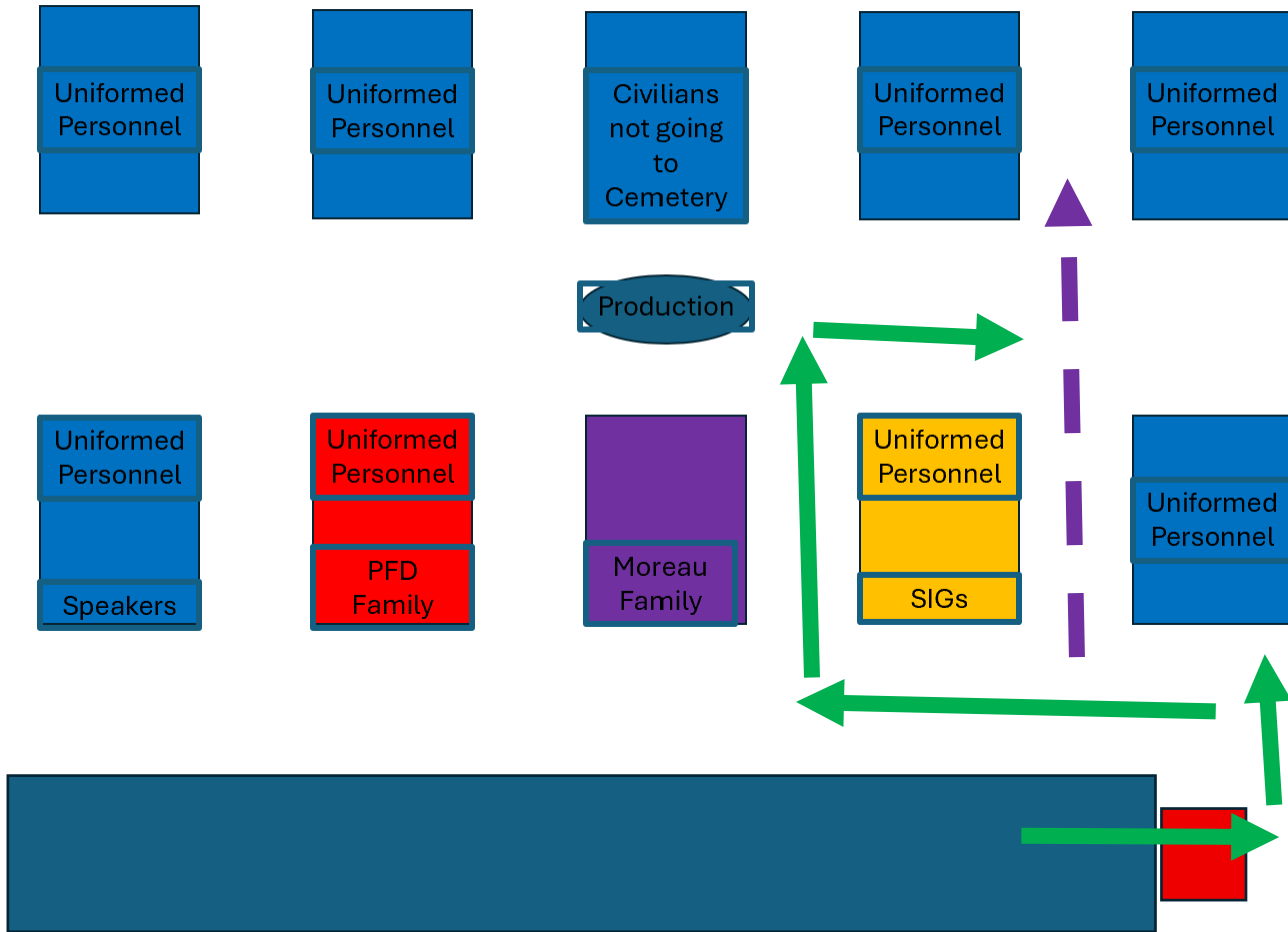 Uniformed
Personnel
Uniformed
Personnel
Civilians
not going
to
Cemetery
Uniformed
Personnel
Uniformed
Personnel
Production
Uniformed
Personnel
Speakers
Uniformed
Personnel
PFD
Family
Moreau
Family
Uniformed
Personnel
SIGs
Uniformed
Personnel